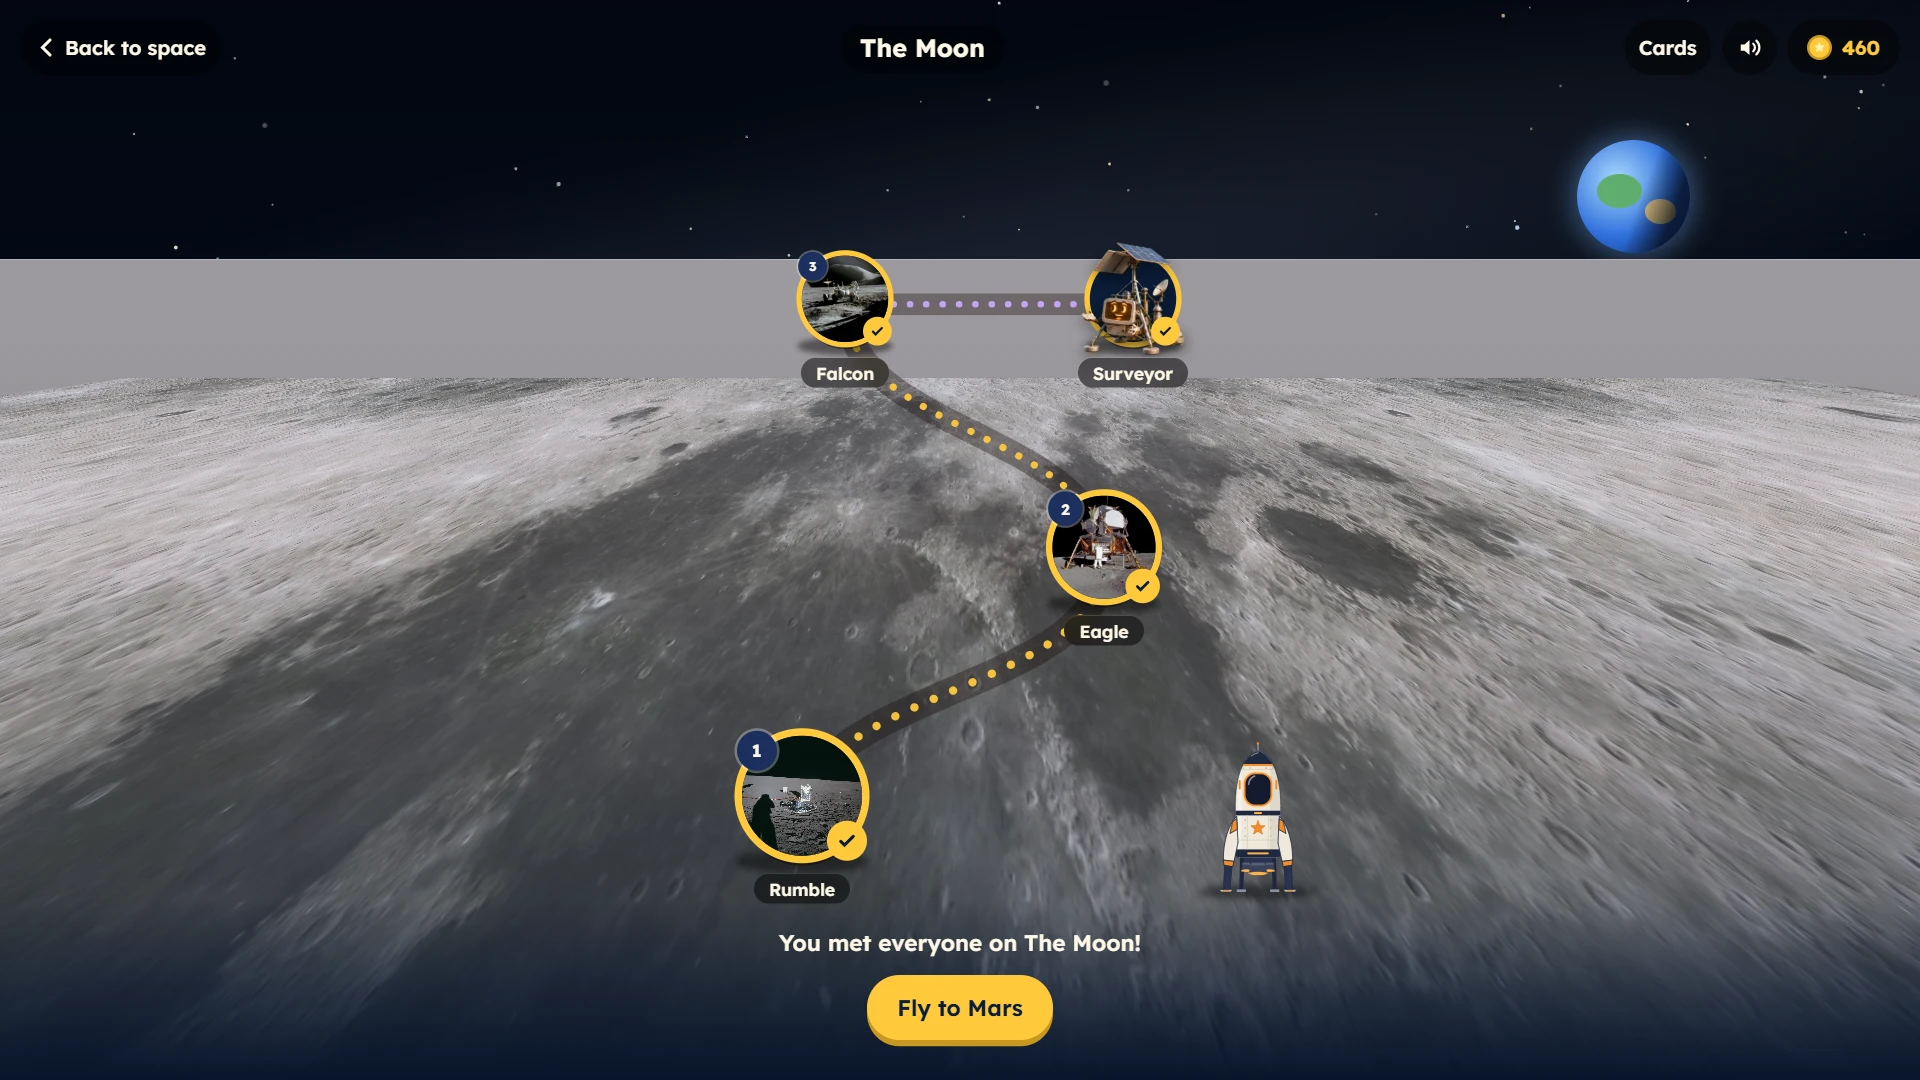 Back to space
The Moon
Cards
460
3
Falcon
Surveyor
2
Eagle
1
Rumble
You met everyone on The Moon!
Fly to Mars